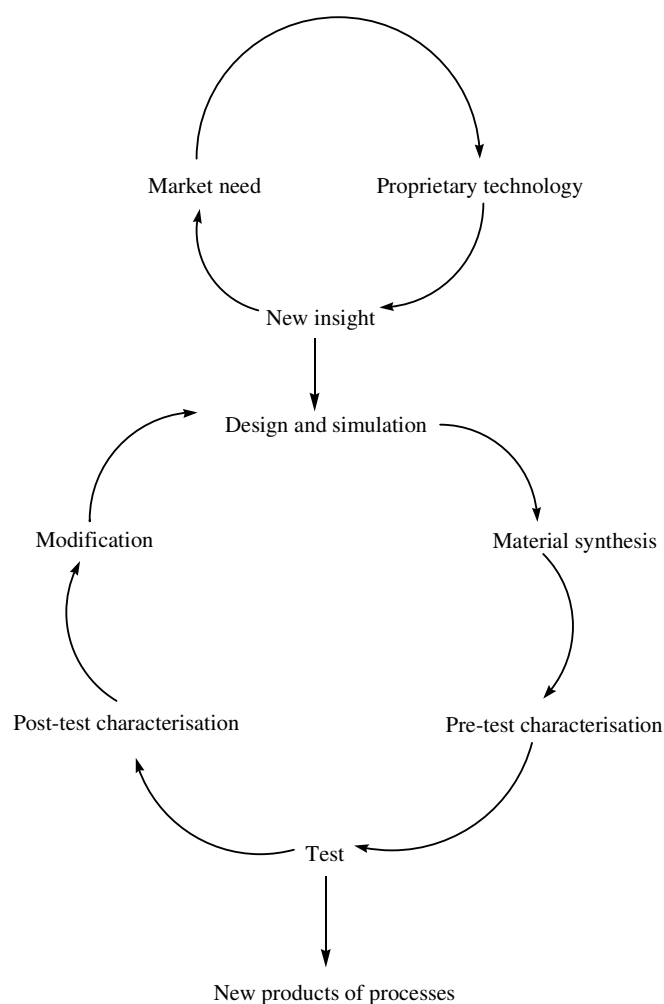 Market need
Proprietary technology
New insight
Design and simulation
Modification
Material synthesis
Post-test characterisation
Pre-test characterisation
Test
New products of processes